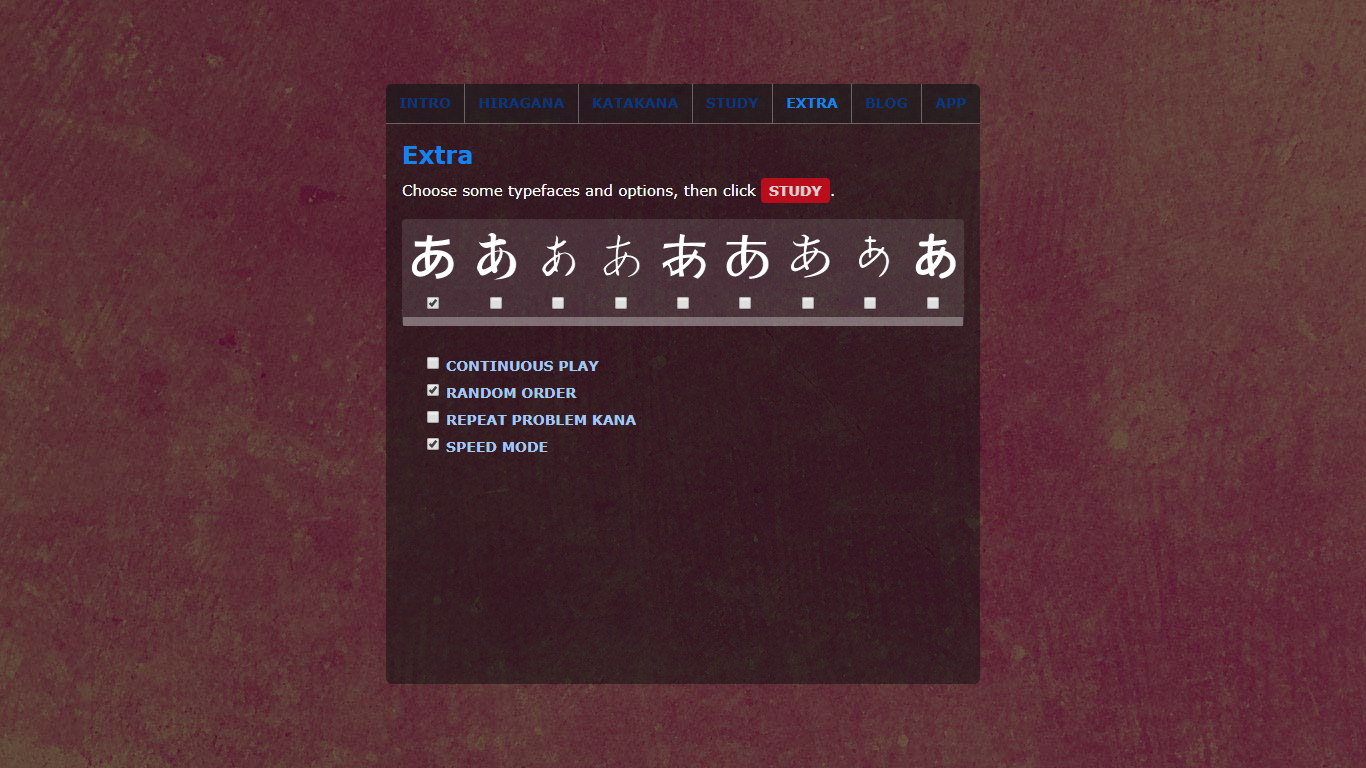 INTRO HIRAGANA KATAKANA STUDY EXTRA BLOG APP
Extra
Choose some typefaces and options, then click STUDY.
あ あ あ あ あ あ あ あ あ
CONTINUOUS PLAY
RANDOM ORDER
REPEAT PROBLEM KANA
SPEED MODE